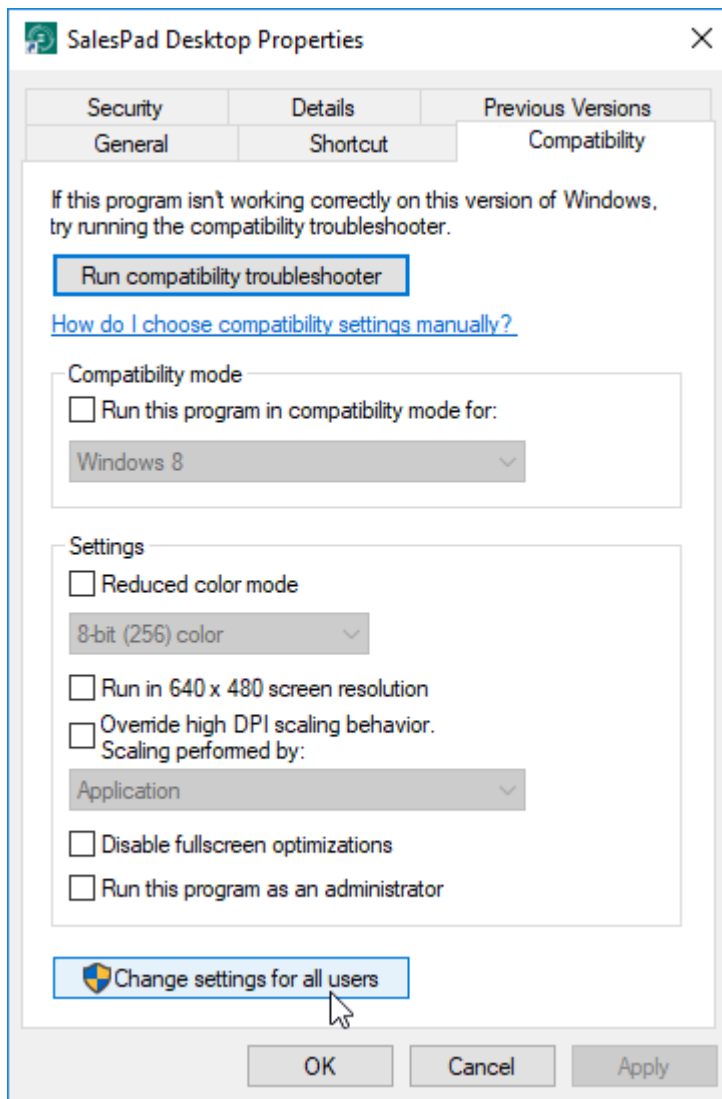 SalesPad Desktop Properties
Security Details Previous Versions
General Shortcut Compatibility
If this program isn't working correctly on this version of Windows,
try running the compatibility troubleshooter.
Run compatibility troubleshooter
How do I choose compatibility settings manually?
Compatibility mode
Run this program in compatibility mode for:
Windows 8
Settings
Reduced color mode
8-bit (256) color
Run in 640 x 480 screen resolution
Override high DPI scaling behavior.
Scaling performed by:
Application
Disable fullscreen optimizations
Run this program as an administrator
Change settings for all users
OK Cancel Apply